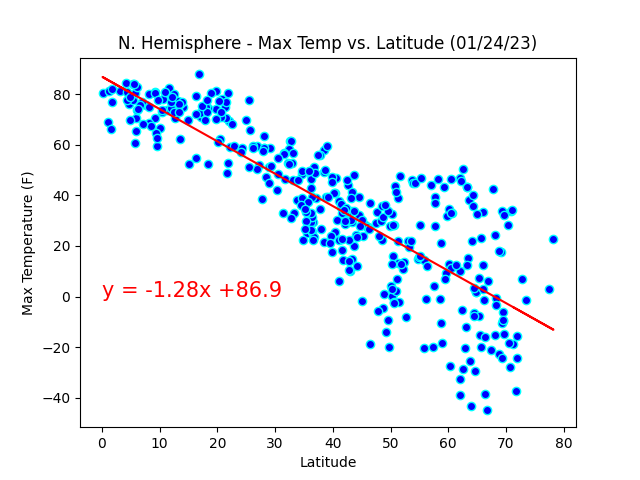 N. Hemisphere - Max Temp vs. Latitude (01/24/23)
Max Temperature (F)
80
60
40
20
0
−20
−40
y = -1.28x +86.9
0 10 20 30 40 50 60 70 80
Latitude